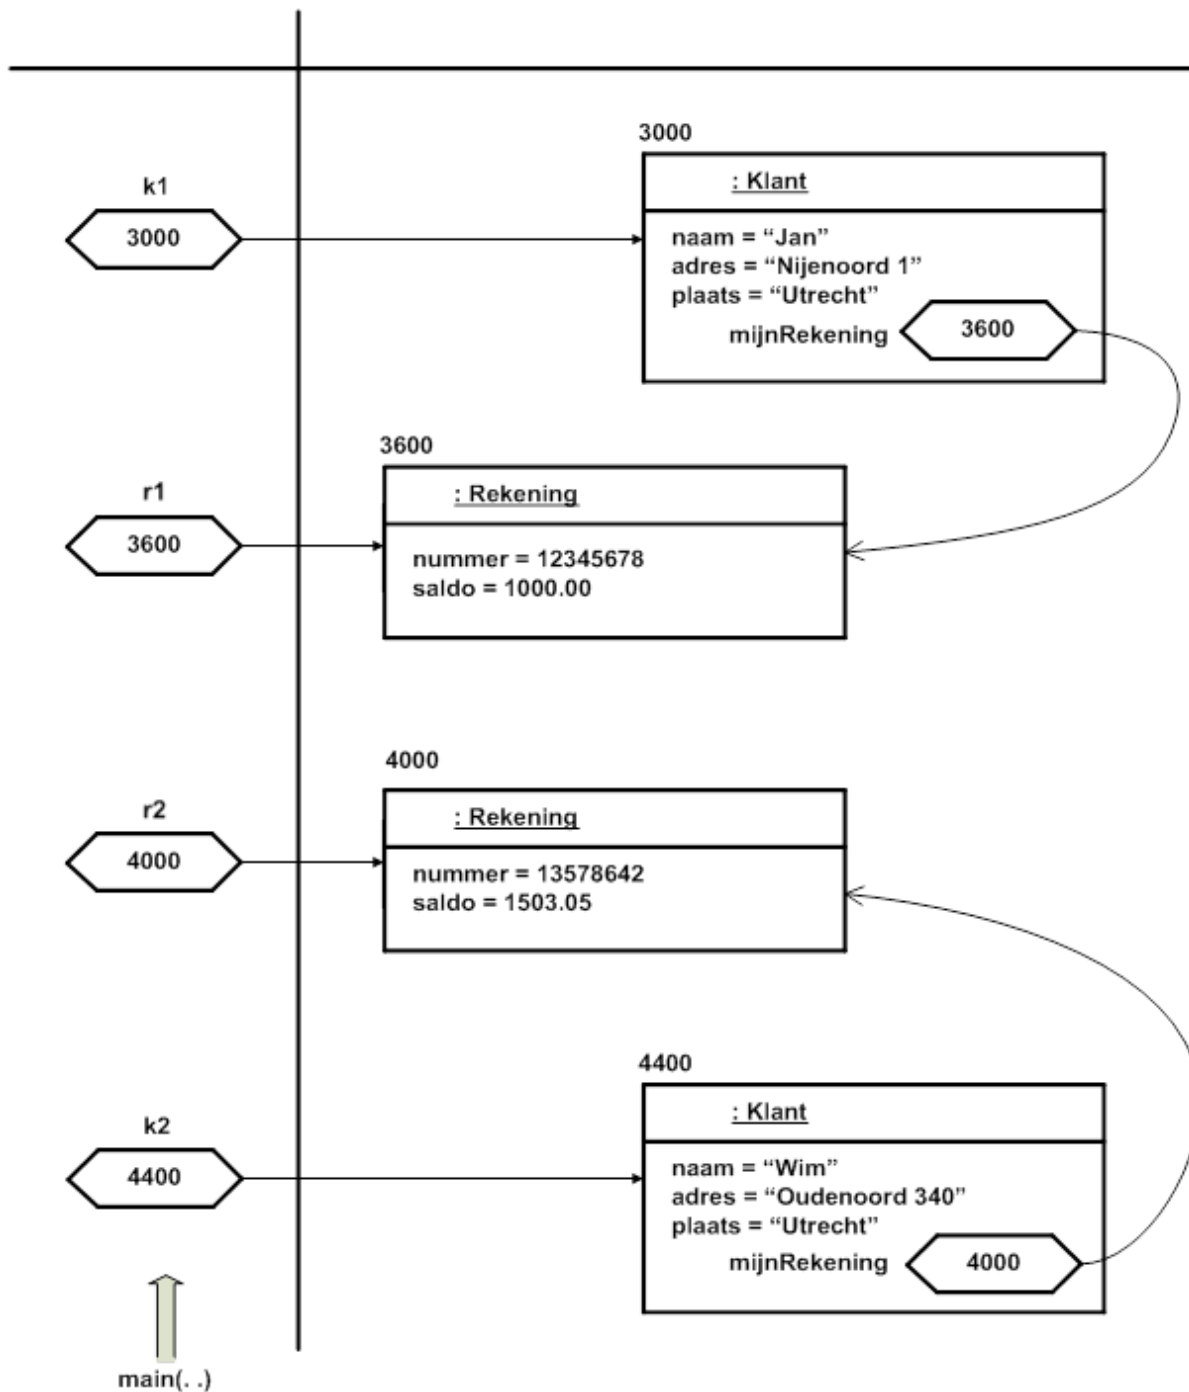 3000
: Klant
k1
3000
naam = “Jan”
adres = “Nijenoord 1”
plaats = “Utrecht”
mijnRekening 3600
3600
: Rekening
r1
3600
nummer = 12345678
saldo = 1000.00
4000
: Rekening
r2
4000
nummer = 13578642
saldo = 1503.05
4400
: Klant
k2
4400
naam = “Wim”
adres = “Oudenoord 340”
plaats = “Utrecht”
mijnRekening 4000
main(. .)